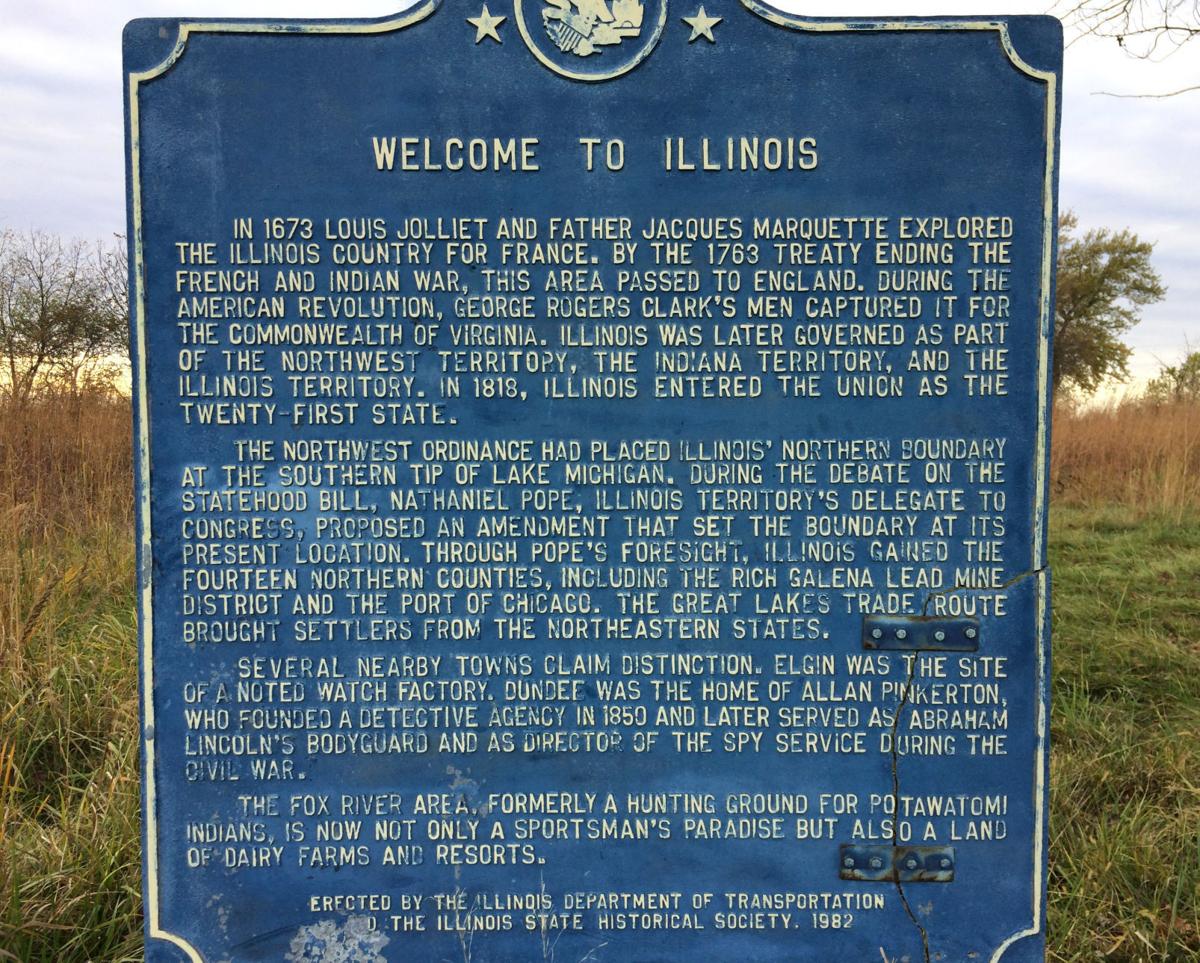 WELCOME TO ILLINOIS
IN 1673 LOUIS JOLLIET AND FATHER JACQUES MARQUETTE EXPLORED
THE ILLINOIS COUNTRY FOR FRANCE. BY THE 1763 TREATY ENDING THE
FRENCH AND INDIAN WAR, THIS AREA PASSED TO ENGLAND. DURING THE
AMERICAN REVOLUTION, GEORGE ROGERS CLARK'S MEN CAPTURED IT FOR
THE COMMONWEALTH OF VIRGINIA. ILLINOIS WAS LATER GOVERNED AS PART
OF THE NORTHWEST TERRITORY, THE INDIANA TERRITORY, AND THE
ILLINOIS TERRITORY. IN 1818, ILLINOIS ENTERED THE UNION AS THE
TWENTY-FIRST STATE.
THE NORTHWEST ORDINANCE HAD PLACED ILLINOIS' NORTHERN BOUNDARY
AT THE SOUTHERN TIP OF LAKE MICHIGAN. DURING THE DEBATE ON THE
STATEHOOD BILL, NATHANIEL POPE, ILLINOIS TERRITORY'S DELEGATE TO
CONGRESS, PROPOSED AN AMENDMENT THAT SET THE BOUNDARY AT ITS
PRESENT LOCATION. THROUGH POPE'S FORESIGHT, ILLINOIS GAINED THE
FOURTEEN NORTHERN COUNTIES, INCLUDING THE RICH GALENA LEAD MINE
DISTRICT AND THE PORT OF CHICAGO. THE GREAT LAKES TRADE ROUTE
BROUGHT SETTLERS FROM THE NORTHEASTERN STATES.
SEVERAL NEARBY TOWNS CLAIM DISTINCTION. ELGIN WAS THE SITE
OF A NOTED WATCH FACTORY. DUNDEE WAS THE HOME OF ALLAN PINKERTON,
WHO FOUNDED A DETECTIVE AGENCY IN 1850 AND LATER SERVED AS ABRAHAM
LINCOLN'S BODYGUARD AND AS DIRECTOR OF THE SPY SERVICE DURING THE
CIVIL WAR.
THE FOX RIVER AREA, FORMERLY A HUNTING GROUND FOR POTAWATOMI
INDIANS, IS NOW NOT ONLY A SPORTSMAN'S PARADISE BUT ALSO A LAND
OF DAIRY FARMS AND RESORTS.
ERECTED BY THE ILLINOIS DEPARTMENT OF TRANSPORTATION
THE ILLINOIS STATE HISTORICAL SOCIETY. 1982